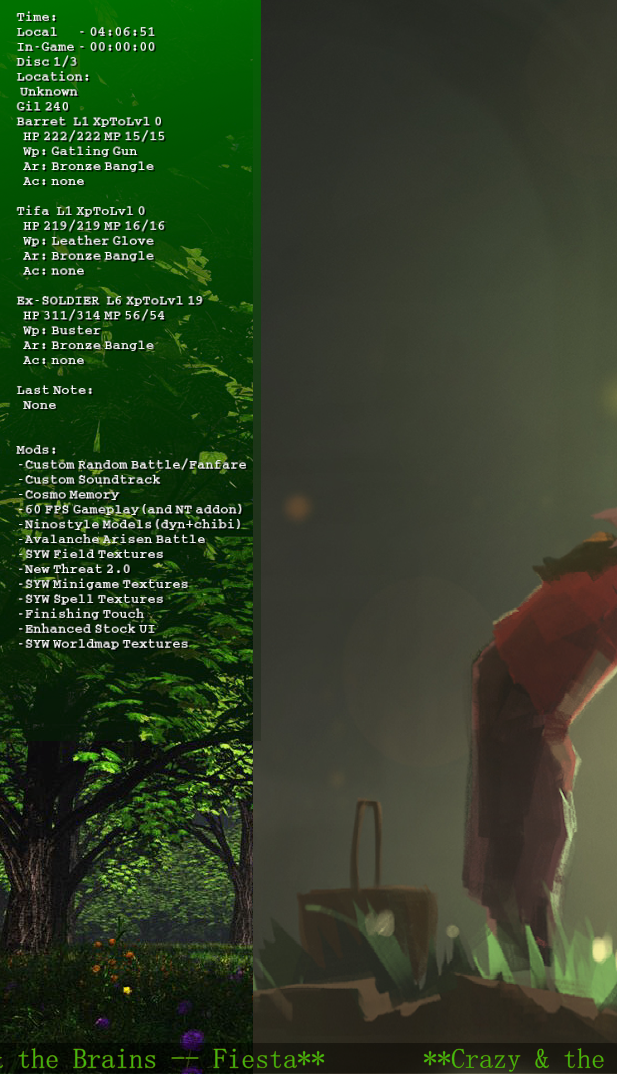 Time:
Local - 04:06:51
In-Game - 00:00:00
Disc 1/3
Location:
Unknown
Gil 240
Barret L1 XpToLvl 0
HP 222/222 MP 15/15
Wp: Gatling Gun
Ar: Bronze Bangle
Ac: none
Tifa L1 XpToLvl 0
HP 219/219 MP 16/16
Wp: Leather Glove
Ar: Bronze Bangle
Ac: none
Ex-SOLDIER L6 XpToLvl 19
HP 311/314 MP 56/54
Wp: Buster
Ar: Bronze Bangle
Ac: none
Last Note:
None
Mods:
-Custom Random Battle/Fanfare
-Custom Soundtrack
-Cosmo Memory
-60 FPS Gameplay(and NT addon)
-Ninostyle Models(dyn+chibi)
-Avalanche Arisen Battle
-SYW Field Textures
-New Threat 2.0
-SYW Minigame Textures
-SYW Spell Textures
-Finishing Touch
-Enhanced Stock UI
-SYW Worldmap Textures
the Brains -- Fiesta** **Crazy & the